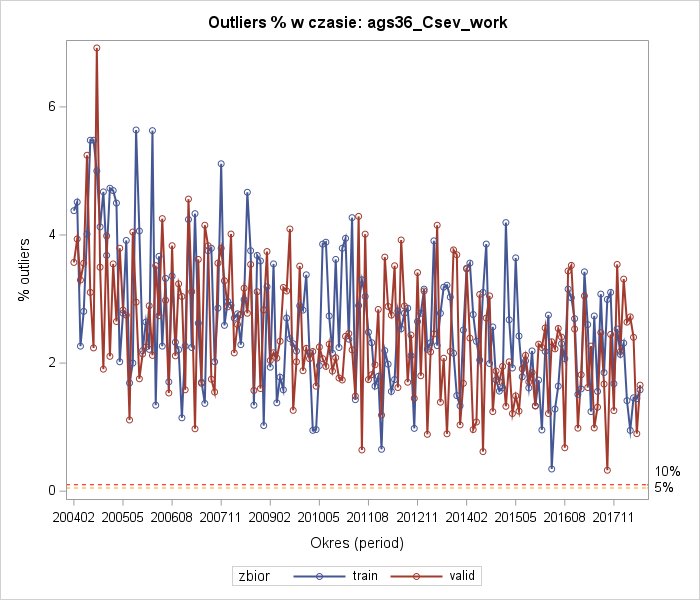 Outliers % w czasie: ags36_Csev_work
% outliers
6
4
2
0
10%
5%
200402 200505 200608 200711 200902 201005 201108 201211 201402 201505 201608 201711
Okres (period)
zbior train valid